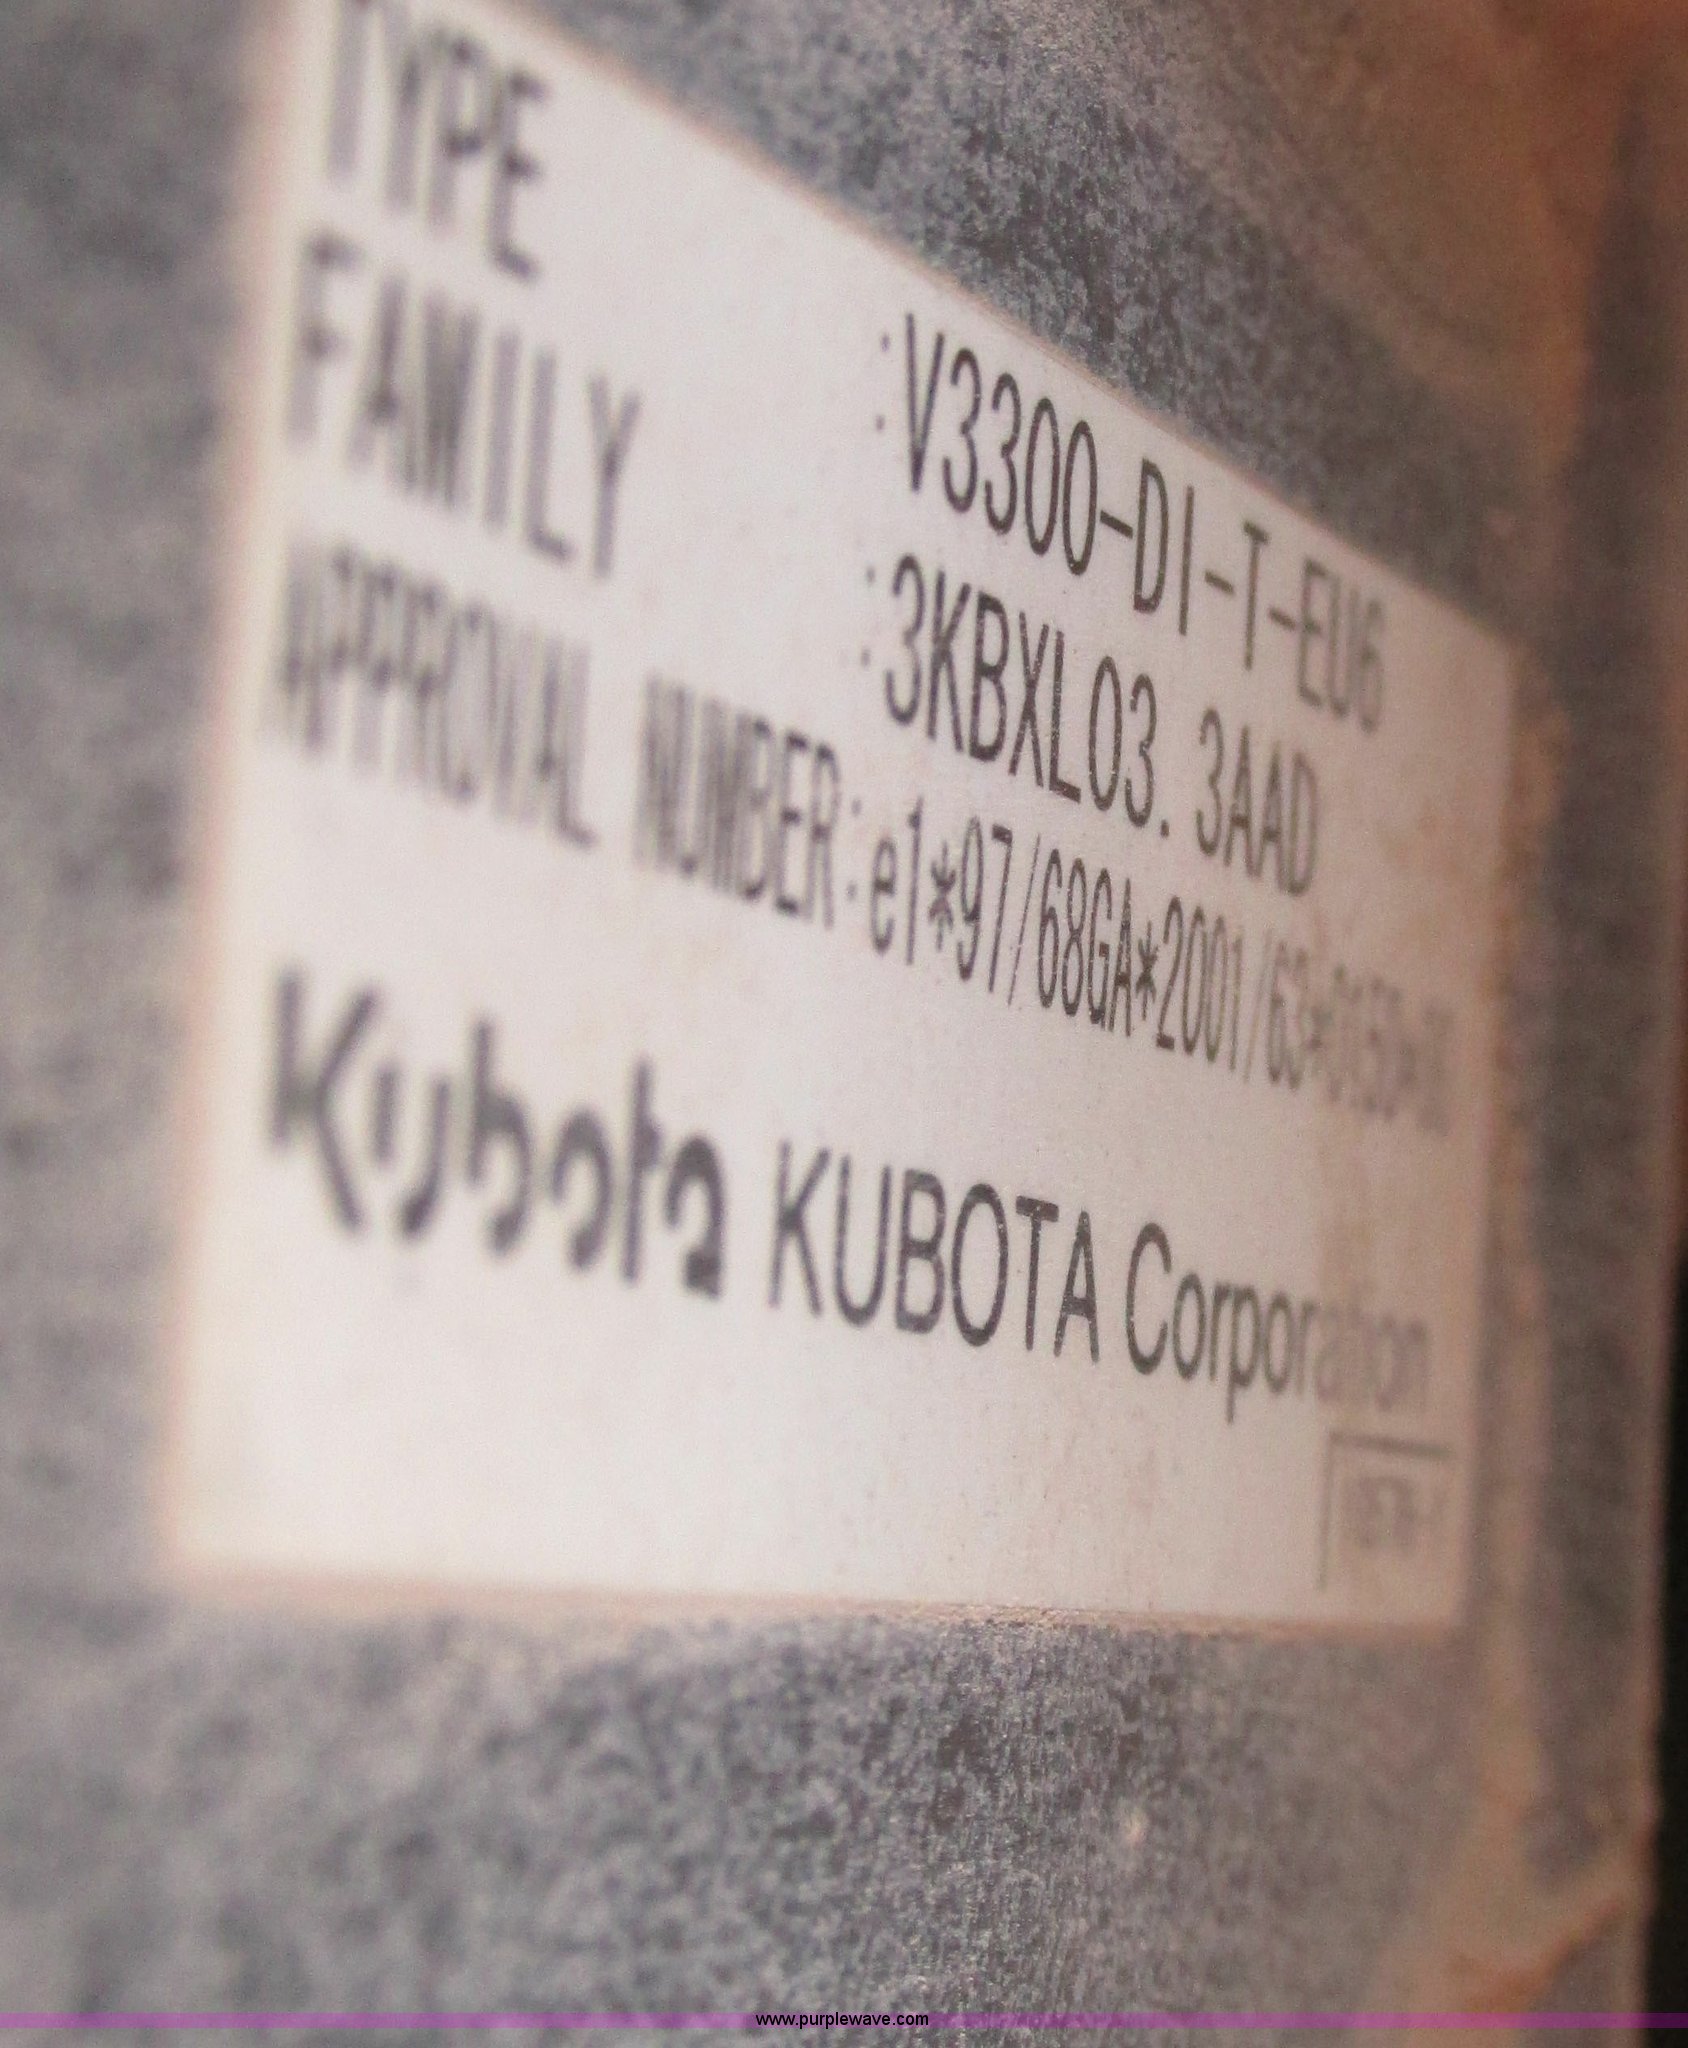 TYPE :V3300-DI-T-EU6
FAMILY :3KBXL03.3AAD
APPROVAL NUMBER:e1*97/68GA*2001/63*
Kubota KUBOTA Corporation
www.purplewave.com